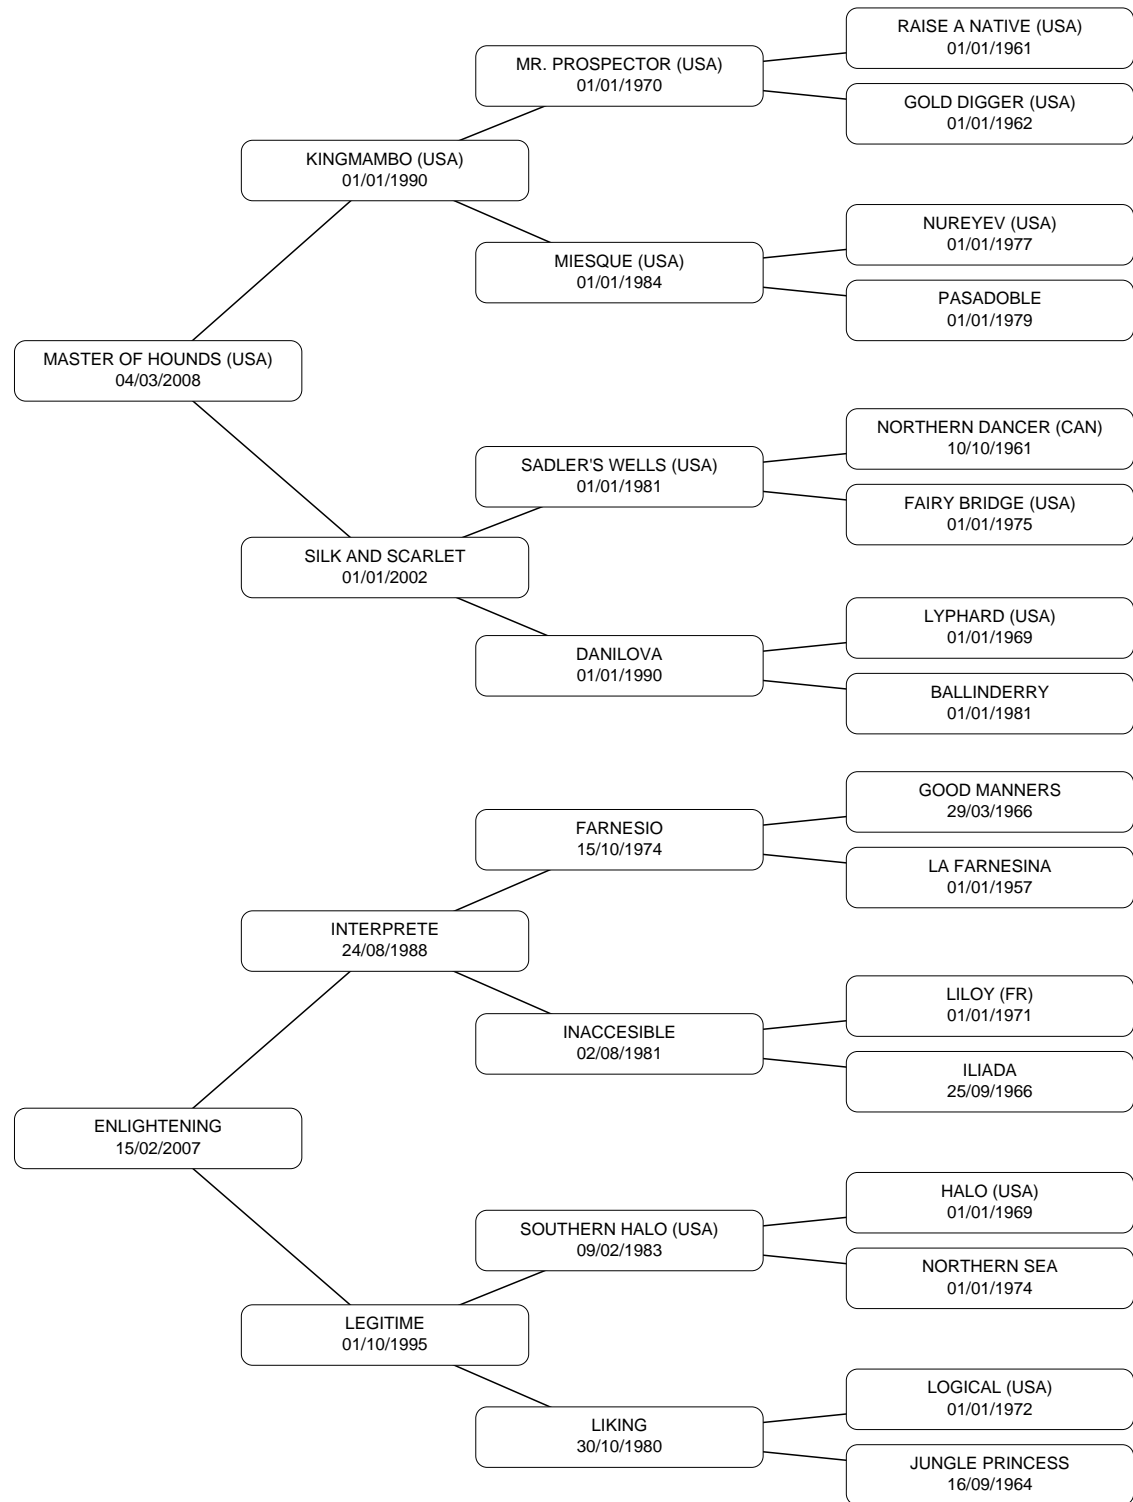 RAISE A NATIVE (USA)
01/01/1961
MR. PROSPECTOR (USA)
01/01/1970
GOLD DIGGER (USA)
01/01/1962
KINGMAMBO (USA)
01/01/1990
NUREYEV (USA)
01/01/1977
MIESQUE (USA)
01/01/1984
PASADOBLE
01/01/1979
MASTER OF HOUNDS (USA)
04/03/2008
NORTHERN DANCER (CAN)
10/10/1961
SADLER'S WELLS (USA)
01/01/1981
FAIRY BRIDGE (USA)
01/01/1975
SILK AND SCARLET
01/01/2002
LYPHARD (USA)
01/01/1969
DANILOVA
01/01/1990
BALLINDERRY
01/01/1981
GOOD MANNERS
29/03/1966
FARNESIO
15/10/1974
LA FARNESINA
01/01/1957
INTERPRETE
24/08/1988
LILOY (FR)
01/01/1971
INACCESIBLE
02/08/1981
ILIADA
25/09/1966
ENLIGHTENING
15/02/2007
HALO (USA)
01/01/1969
SOUTHERN HALO (USA)
09/02/1983
NORTHERN SEA
01/01/1974
LEGITIME
01/10/1995
LOGICAL (USA)
01/01/1972
LIKING
30/10/1980
JUNGLE PRINCESS
16/09/1964